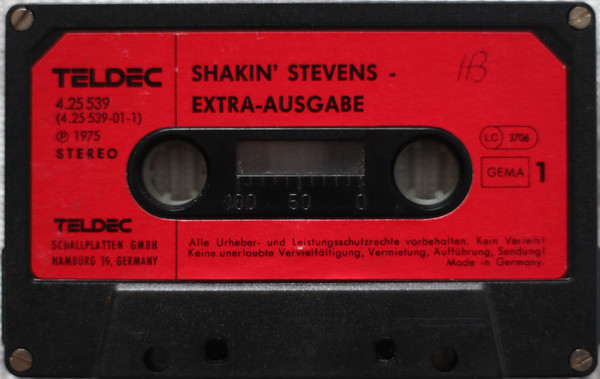 TELDEC
4.25 539
(4.25 539-01-1)
℗ 1975
STEREO
SHAKIN' STEVENS -
EXTRA-AUSGABE
HB
LC 3706
GEMA 1
100 50 0
TELDEC
SCHALLPLATTEN GMBH
HAMBURG 19, GERMANY
Alle Urheber- und Leistungsschutzrechte vorbehalten. Kein Verleih!
Keine unerlaubte Vervielfältigung, Vermietung, Aufführung, Sendung!
Made in Germany.